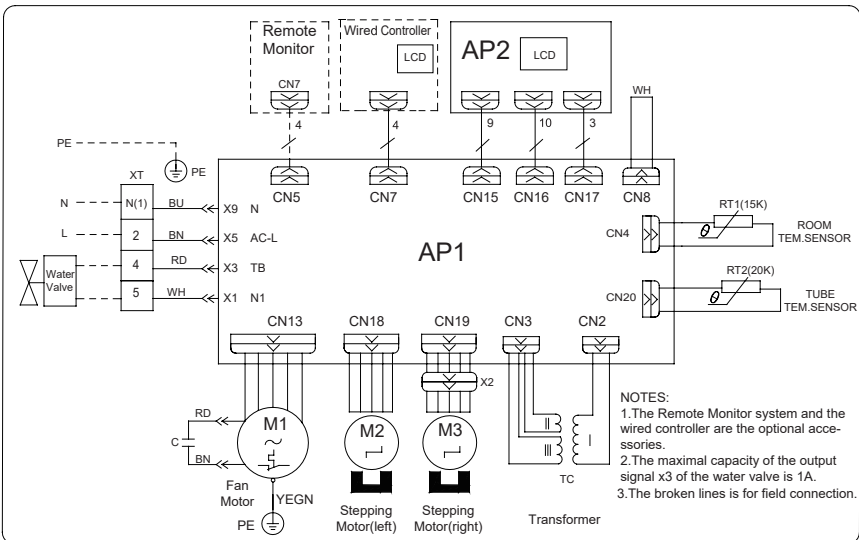 Remote
Monitor
CN7
4
Wired Controller
LCD
4
AP2
LCD
9
10
3
WH
PE
PE
XT
CN5
CN7
CN15
CN16
CN17
CN8
N
N(1)
BU
X9 N
L
2
BN
X5 AC-L
Water
Valve
4
RD
X3 TB
5
WH
X1 N1
AP1
CN4
RT1(15K)
θ
ROOM
TEM.SENSOR
CN20
RT2(20K)
θ
TUBE
TEM.SENSOR
CN13
CN18
CN19
CN3
CN2
X2
RD
C
BN
M1
Fan
Motor
YEGN
PE
M2
Stepping
Motor(left)
M3
Stepping
Motor(right)
II
III
I
TC
Transformer
NOTES:
1.The Remote Monitor system and the
wired controller are the optional acce-
ssories.
2.The maximal capacity of the output
signal x3 of the water valve is 1A.
3.The broken lines is for field connection.